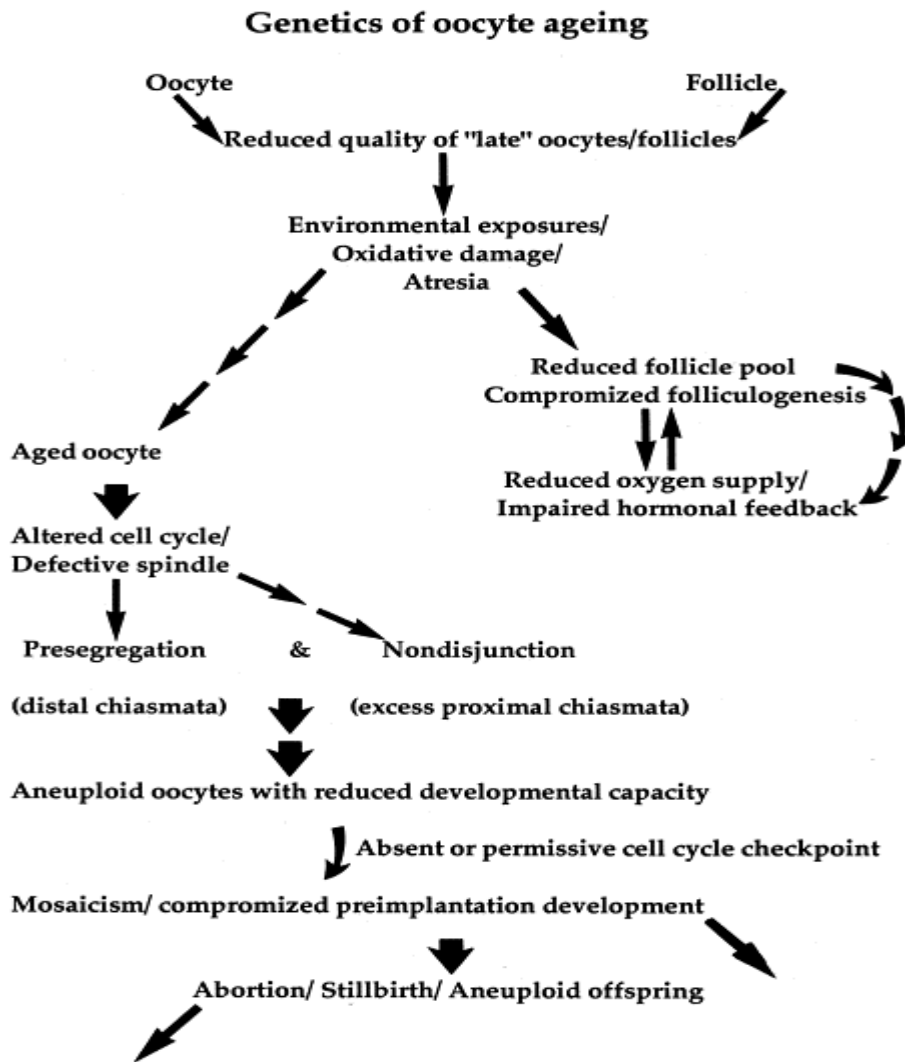 Genetics of oocyte ageing
Oocyte
Follicle
Reduced quality of "late" oocytes/follicles
Environmental exposures/
Oxidative damage/
Atresia
Reduced follicle pool
Compromized folliculogenesis
Aged oocyte
Reduced oxygen supply/
Impaired hormonal feedback
Altered cell cycle/
Defective spindle
Presegregation & Nondisjunction
(distal chiasmata) (excess proximal chiasmata)
Aneuploid oocytes with reduced developmental capacity
Absent or permissive cell cycle checkpoint
Mosaicism/ compromized preimplantation development
Abortion/ Stillbirth/ Aneuploid offspring